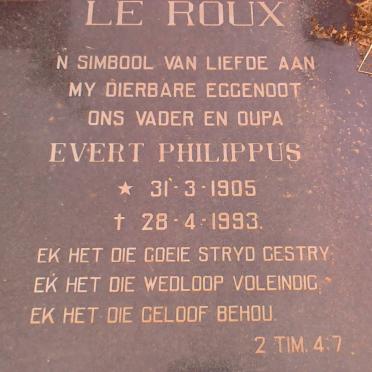 LE ROUX
'N SIMBOOL VAN LIEFDE AAN
MY DIERBARE EGGENOOT
ONS VADER EN OUPA
EVERT PHILIPPUS
★ 31-3-1905
† 28-4-1993.
EK HET DIE GOEIE STRYD GESTRY,
EK HET DIE WEDLOOP VOLEINDIG,
EK HET DIE GELOOF BEHOU.
2 TIM. 4:7